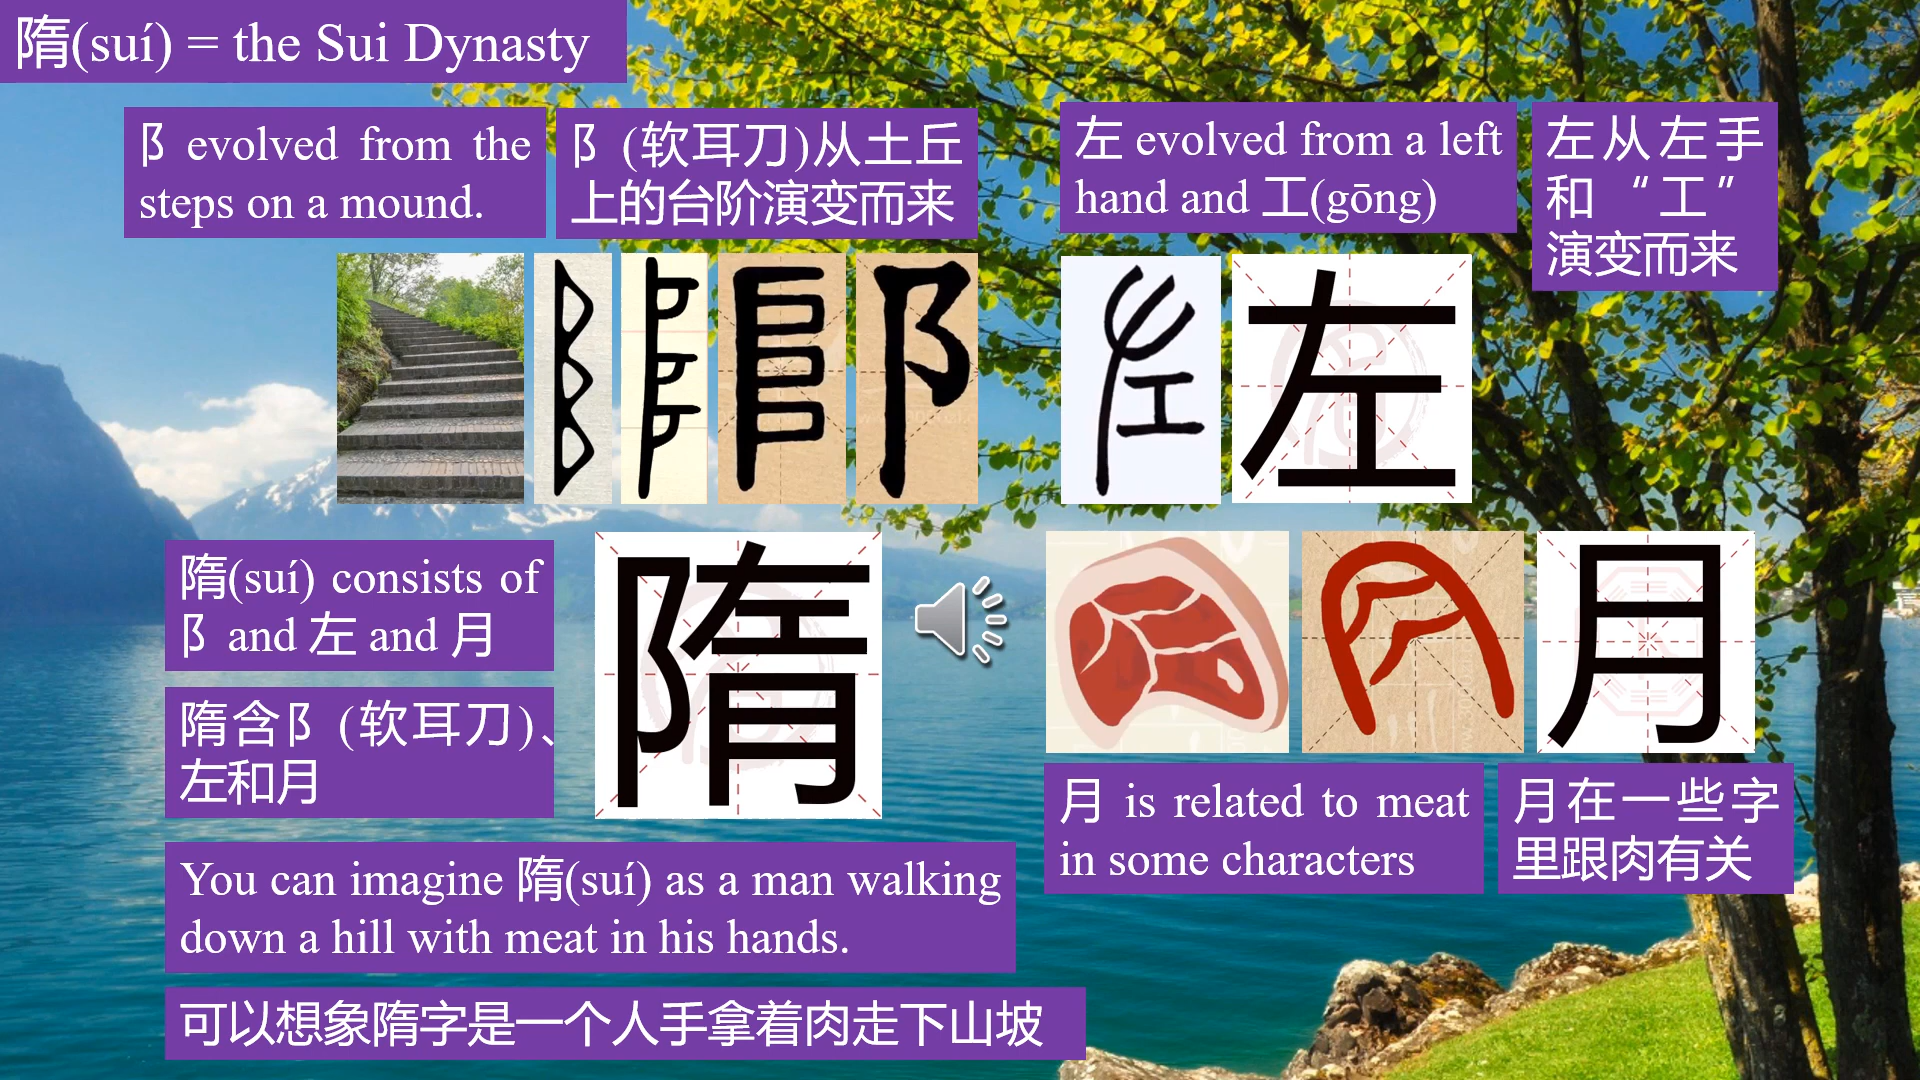 隋(suí) = the Sui Dynasty
阝 evolved from the
steps on a mound.
阝(软耳刀)从土丘
上的台阶演变而来
左 evolved from a left
hand and 工(gōng)
左从左手
和“工”
演变而来
左
隋(suí) consists of
阝 and 左 and 月
隋含阝(软耳刀)、
左和月
隋
月
月 is related to meat
in some characters
月在一些字
里跟肉有关
You can imagine 隋(suí) as a man walking
down a hill with meat in his hands.
可以想象隋字是一个人手拿着肉走下山坡